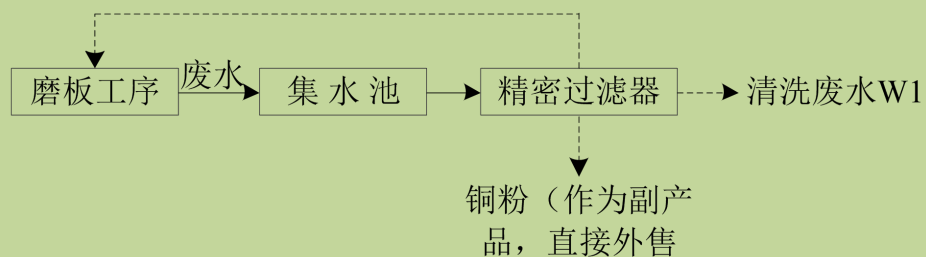 磨板工序
废水
集水池
精密过滤器
清洗废水W1
铜粉（作为副产
品，直接外售